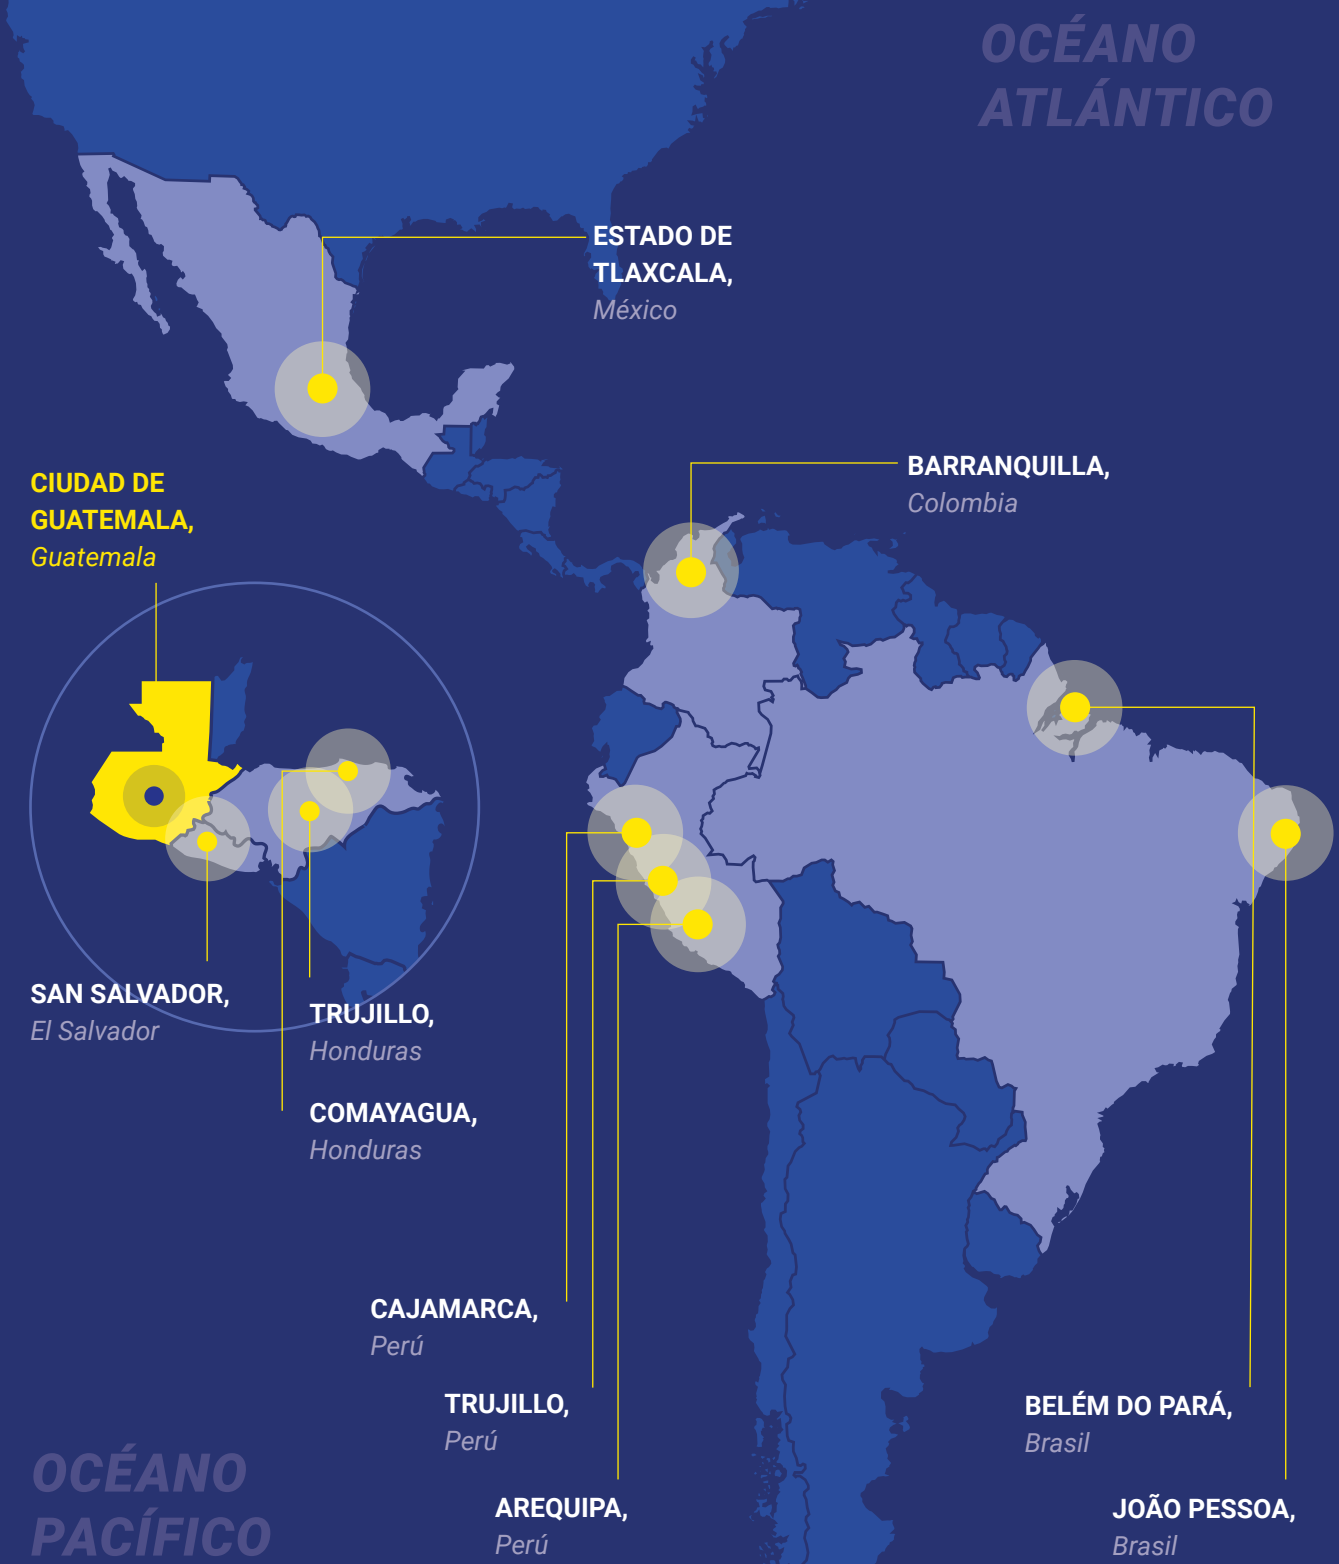 OCÉANO
ATLÁNTICO
ESTADO DE
TLAXCALA,
México
BARRANQUILLA,
Colombia
CIUDAD DE
GUATEMALA,
Guatemala
SAN SALVADOR,
El Salvador
TRUJILLO,
Honduras
COMAYAGUA,
Honduras
CAJAMARCA,
Perú
TRUJILLO,
Perú
AREQUIPA,
Perú
BELÉM DO PARÁ,
Brasil
JOÃO PESSOA,
Brasil
OCÉANO
PACÍFICO